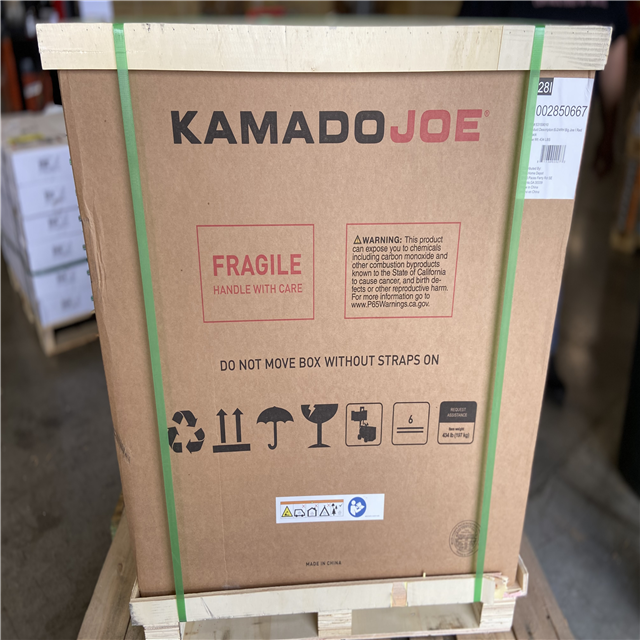 KAMADOJOE®
28I
002850667
FRAGILE
HANDLE WITH CARE
WARNING: This product
can expose you to chemicals
including carbon monoxide and
other combustion byproducts
known to the State of California
to cause cancer, and birth de-
fects or other reproductive harm.
For more information go to
www.P65Warnings.ca.gov.
DO NOT MOVE BOX WITHOUT STRAPS ON
6
REQUEST
ASSISTANCE
MADE IN CHINA